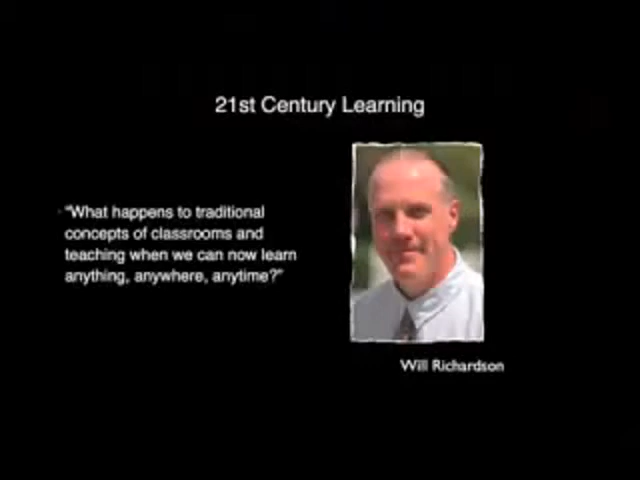 21st Century Learning
"What happens to traditional
concepts of classrooms and
teaching when we can now learn
anything, anywhere, anytime?"
Will Richardson